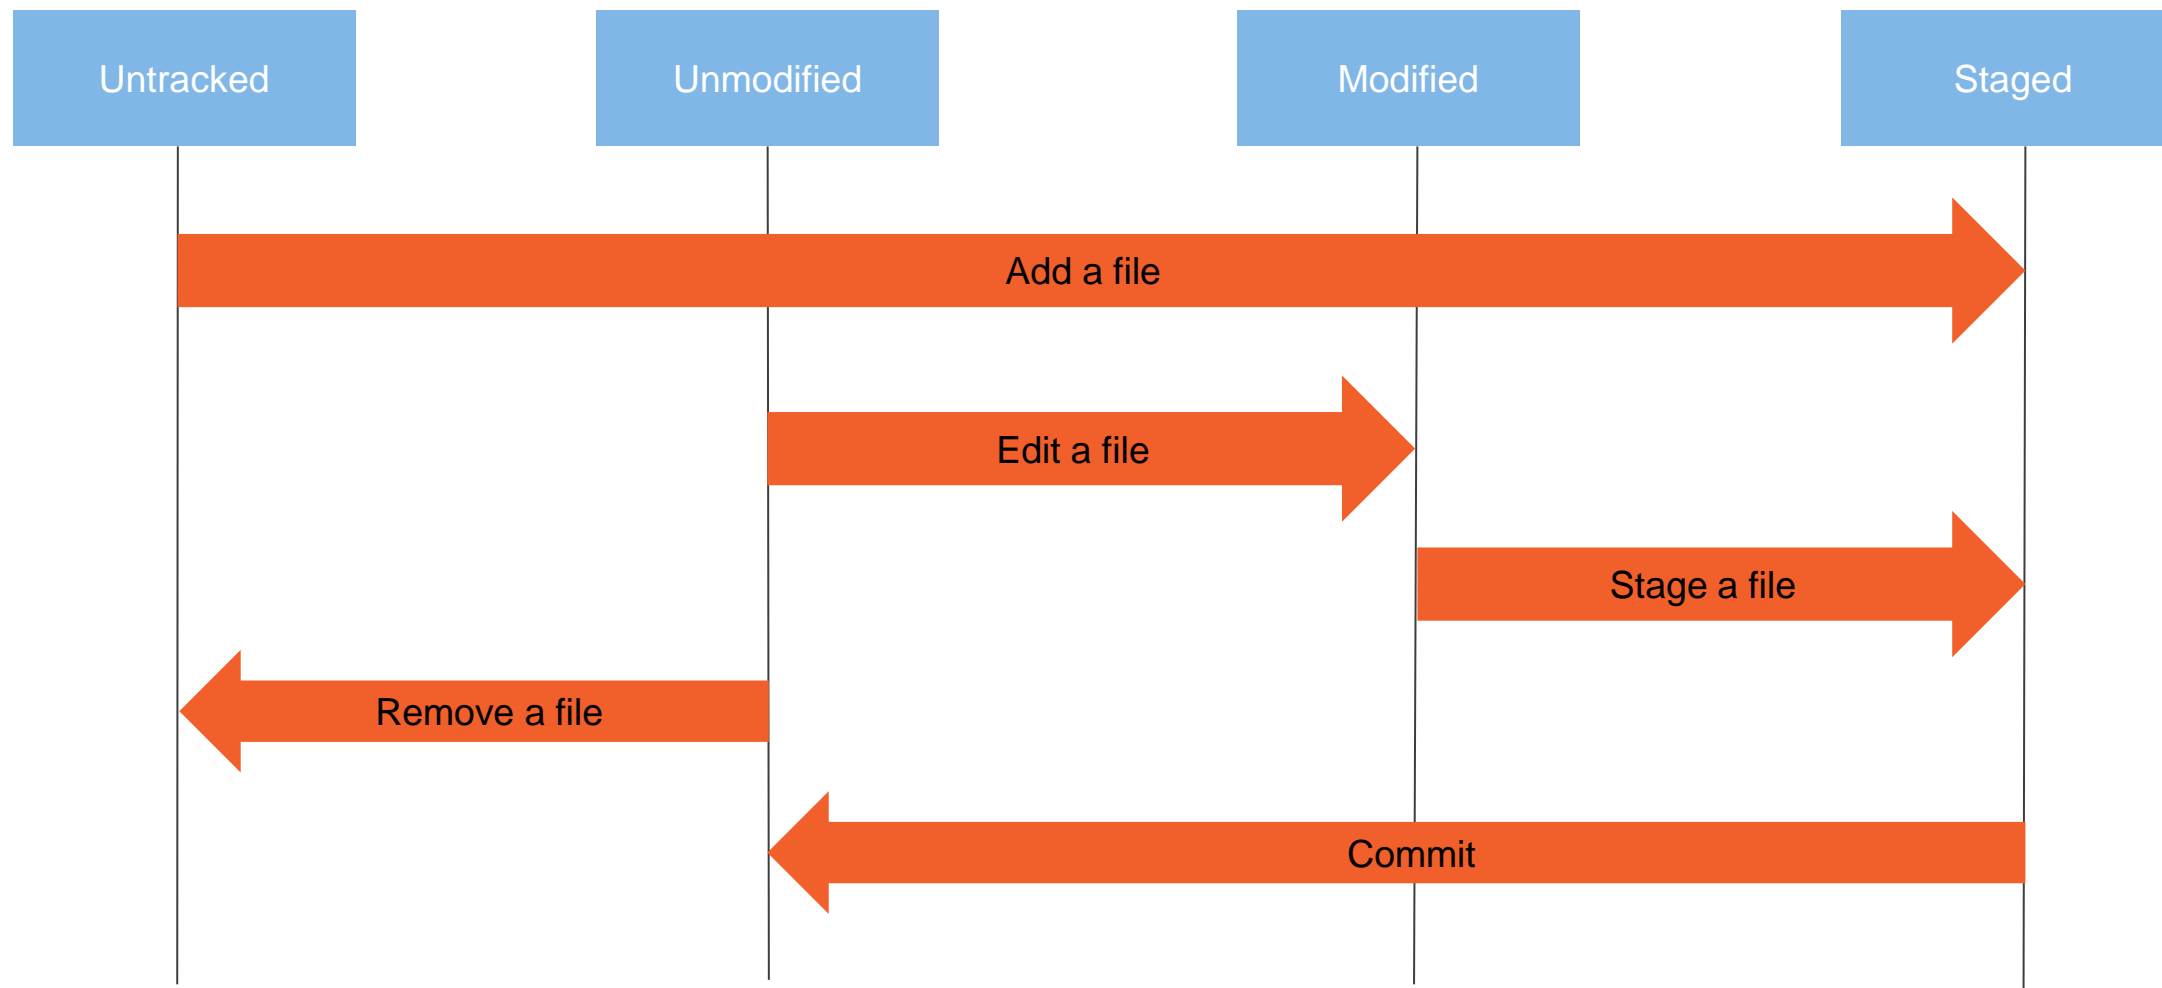 Untracked
Unmodified
Modified
Staged
Add a file
Edit a file
Stage a file
Remove a file
Commit